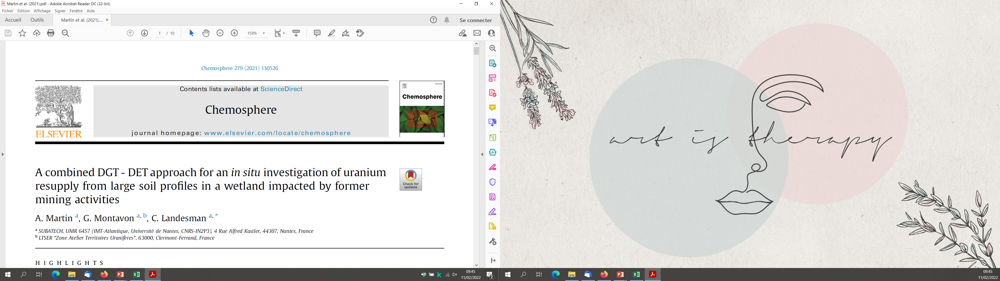 Martin et al. (2021).pdf - Adobe Acrobat Reader DC (32-bit)
Fichier Edition Affichage Signer Fenêtre Aide
Accueil Outils Martin et al. (2021).... × Se connecter
1 / 10 159%
Chemosphere 279 (2021) 130526
Contents lists available at ScienceDirect
Chemosphere
journal homepage: www.elsevier.com/locate/chemosphere
ELSEVIER
Chemosphere
A combined DGT - DET approach for an in situ investigation of uranium
resupply from large soil profiles in a wetland impacted by former
mining activities
Check for
updates
A. Martin a, G. Montavon a, b, C. Landesman a, *
a SUBATECH, UMR 6457 (IMT-Atlantique, Université de Nantes, CNRS-IN2P3), 4 Rue Alfred Kastler, 44307, Nantes, France
b LTSER “Zone Atelier Territoires Uranifères”, 63000, Clermont-Ferrand, France
HIGHLIGHTS
09:45
11/02/2022
2
art is therapy
09:45
11/02/2022